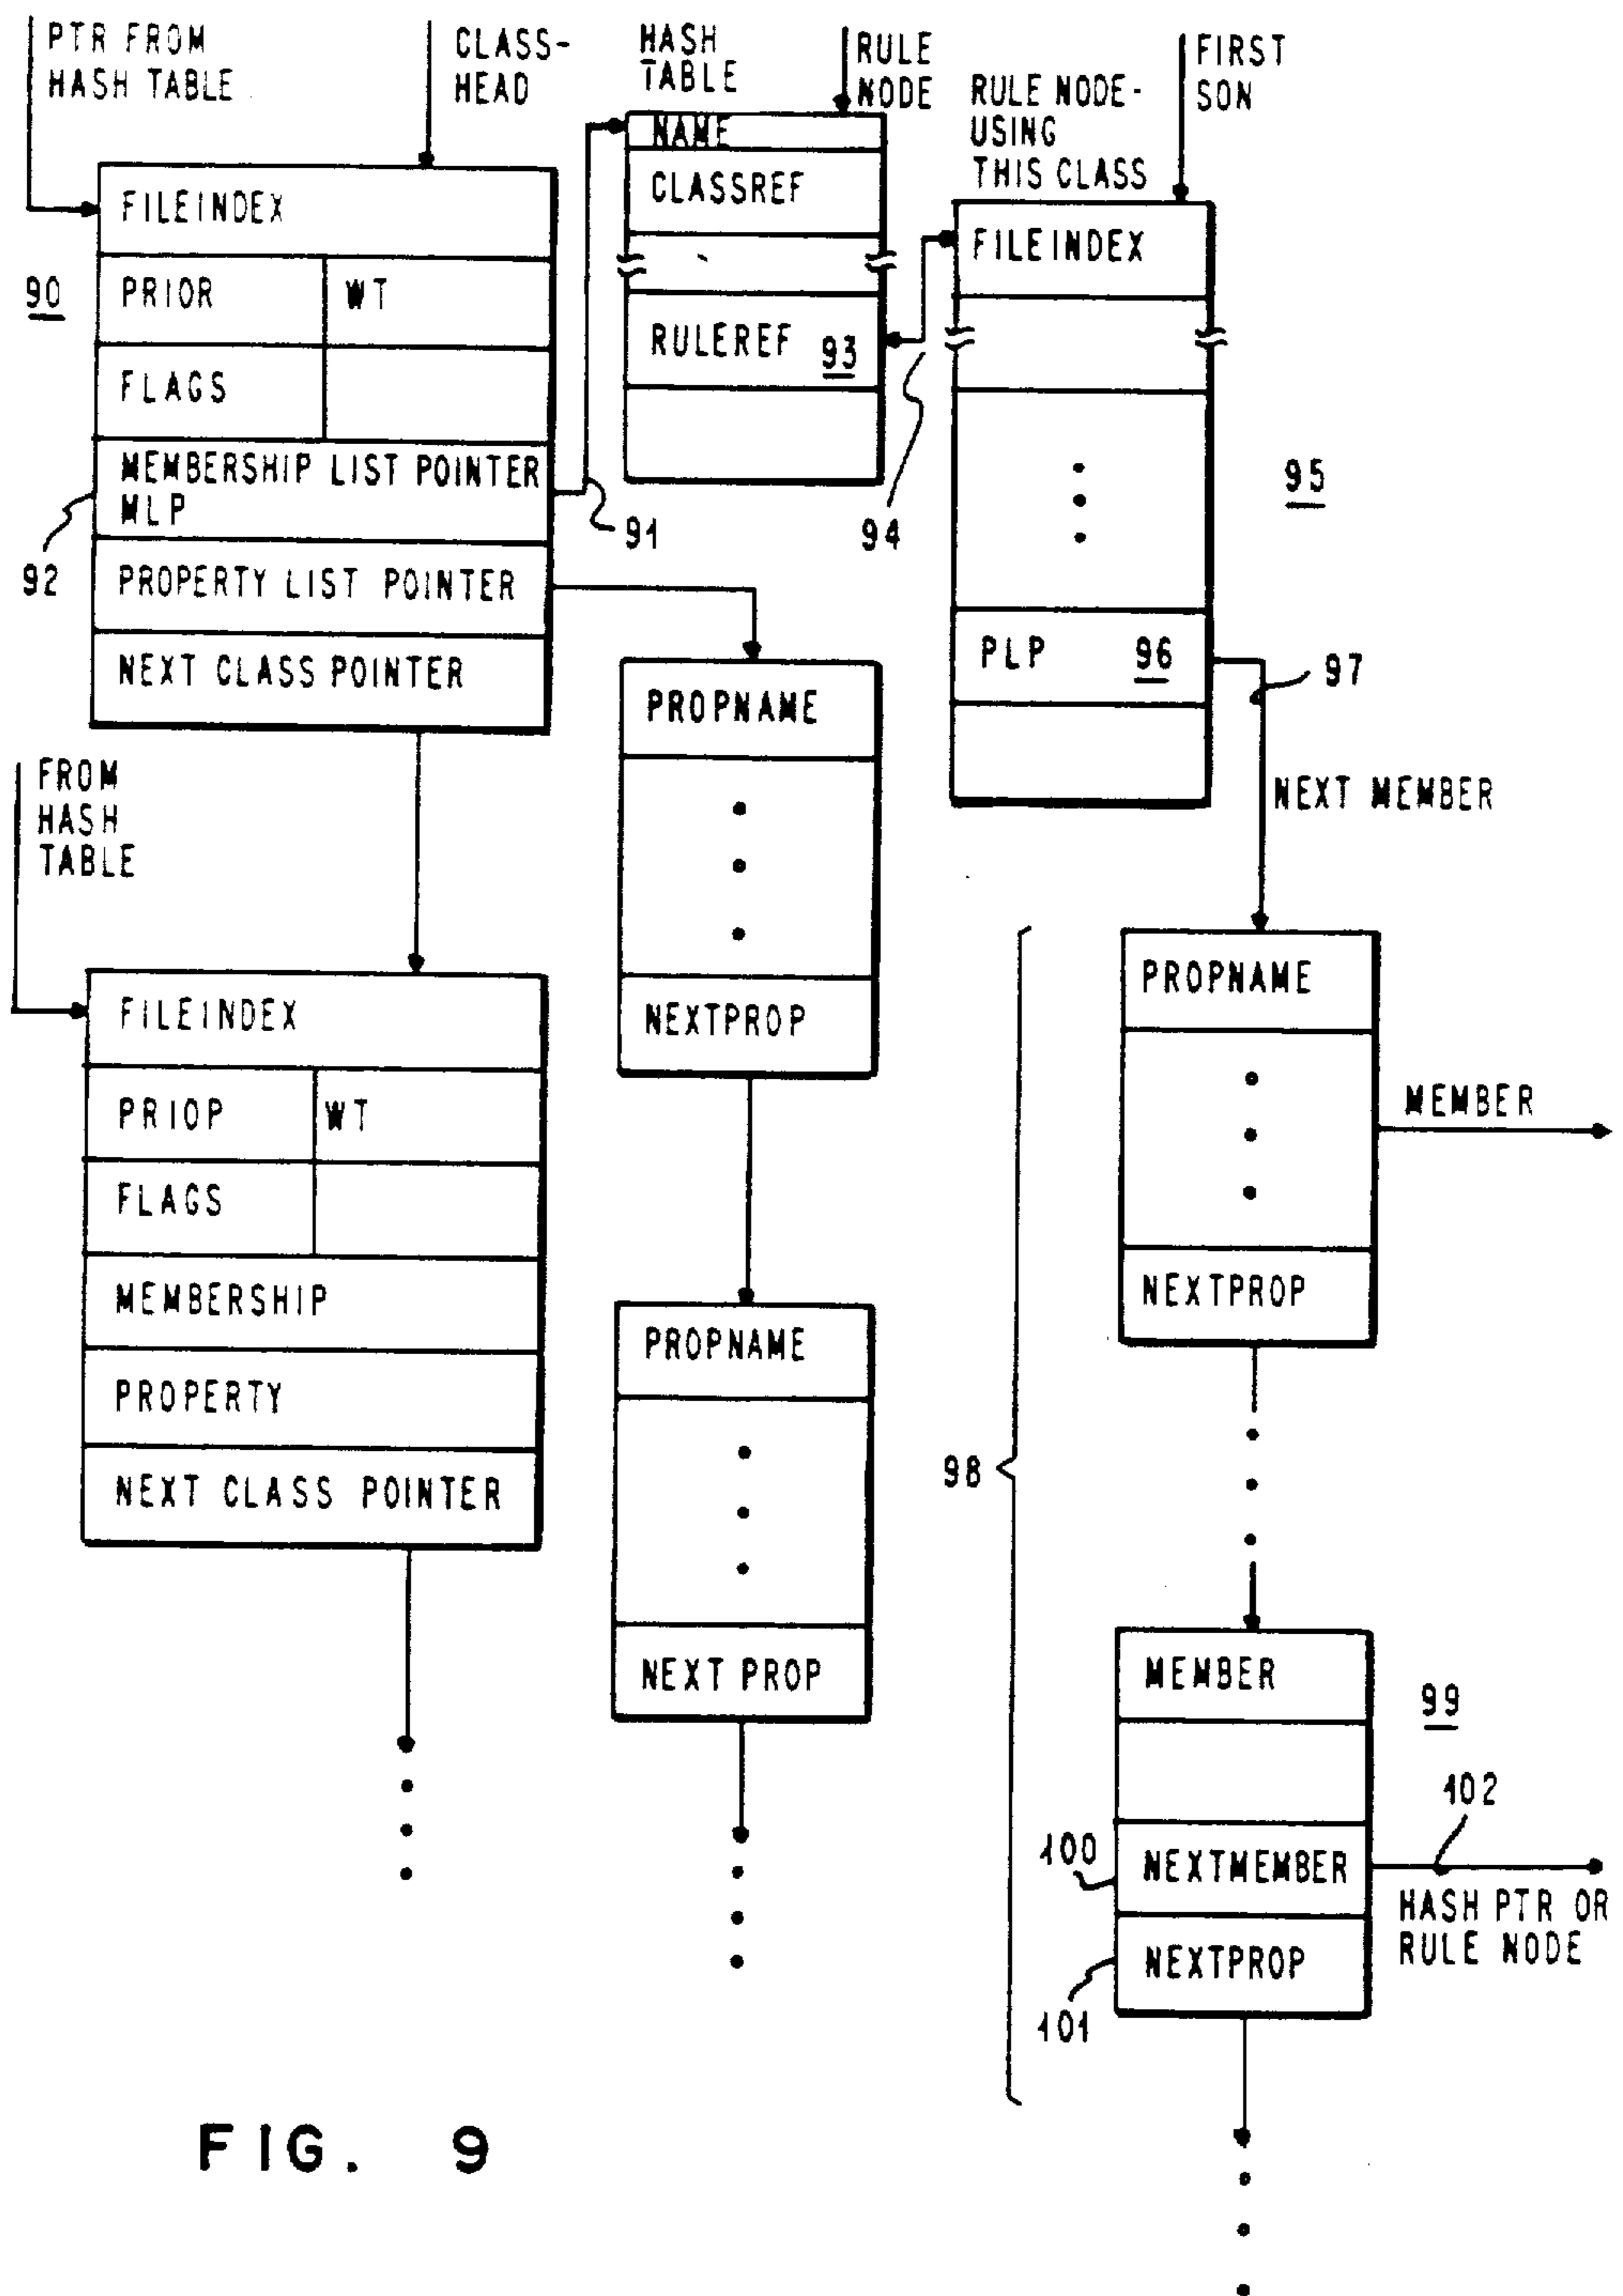 PTR FROM
HASH TABLE
CLASS-
HEAD
HASH
TABLE
RULE
NODE
RULE NODE-
USING
THIS CLASS
FIRST
SON
90
FILEINDEX
PRIOR
WT
FLAGS
MEMBERSHIP LIST POINTER
MLP
PROPERTY LIST POINTER
NEXT CLASS POINTER
92
91
NAME
CLASSREF
RULEREF 93
94
FILEINDEX
95
PLP 96
97
NEXT MEMBER
FROM
HASH
TABLE
FILEINDEX
PRIOP
WT
FLAGS
MEMBERSHIP
PROPERTY
NEXT CLASS POINTER
PROPNAME
NEXTPROP
PROPNAME
NEXT PROP
98
PROPNAME
MEMBER
NEXTPROP
MEMBER
99
100
NEXTMEMBER
102
HASH PTR OR
RULE NODE
NEXTPROP
101
FIG. 9